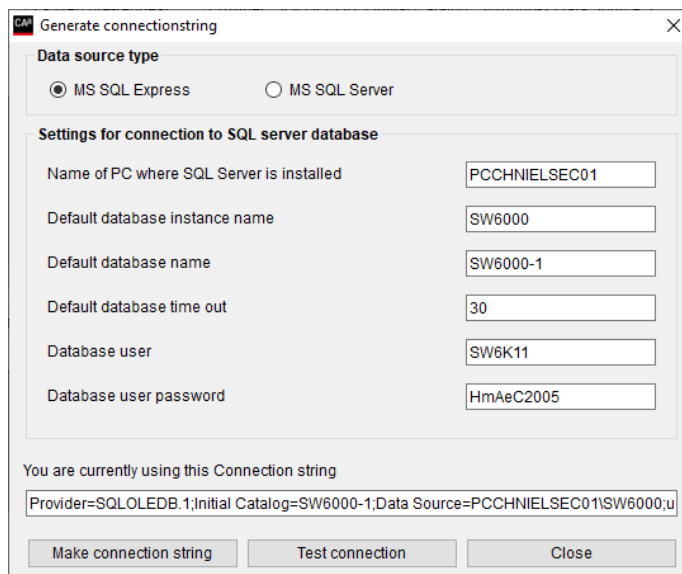 CA³ Generate connectionstring
Data source type
MS SQL Express MS SQL Server
Settings for connection to SQL server database
Name of PC where SQL Server is installed PCCHNIELSEC01
Default database instance name SW6000
Default database name SW6000-1
Default database time out 30
Database user SW6K11
Database user password HmAeC2005
You are currently using this Connection string
Provider=SQLOLEDB.1;Initial Catalog=SW6000-1;Data Source=PCCHNIELSEC01\SW6000;u
Make connection string Test connection Close